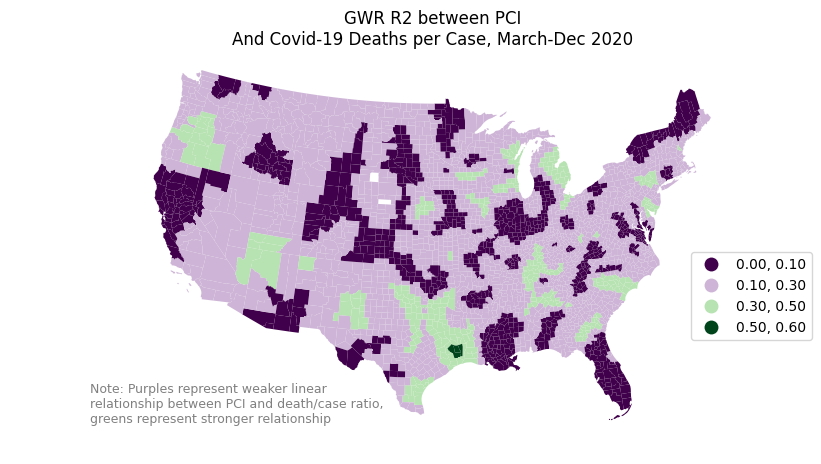 GWR R2 between PCI
And Covid-19 Deaths per Case, March-Dec 2020
0.00, 0.10
0.10, 0.30
0.30, 0.50
0.50, 0.60
Note: Purples represent weaker linear
relationship between PCI and death/case ratio,
greens represent stronger relationship